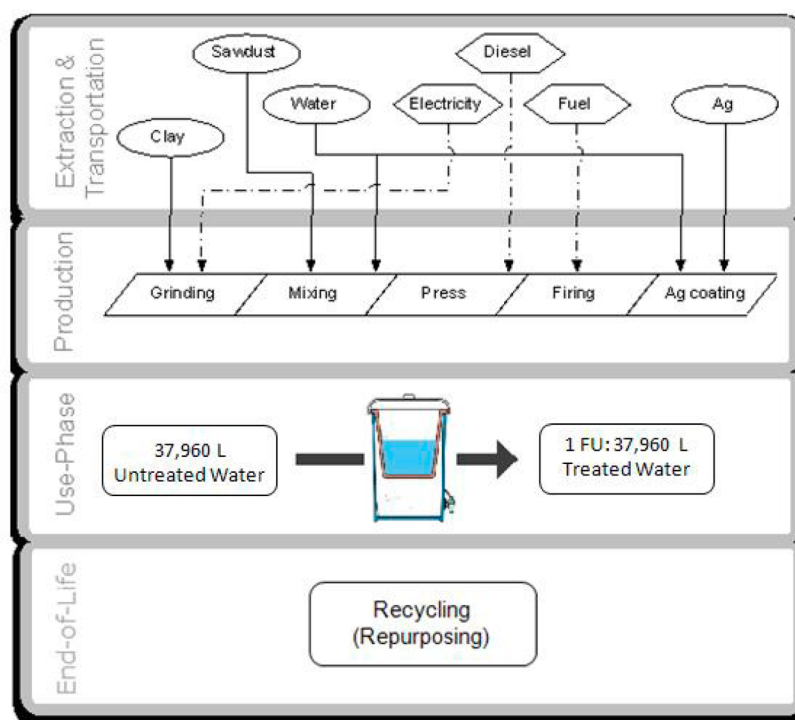 Extraction &
Transportation
Sawdust
Diesel
Water
Electricity
Fuel
Ag
Clay
Production
Grinding
Mixing
Press
Firing
Ag coating
Use-Phase
37,960 L
Untreated Water
1 FU: 37,960 L
Treated Water
End-of-Life
Recycling
(Repurposing)